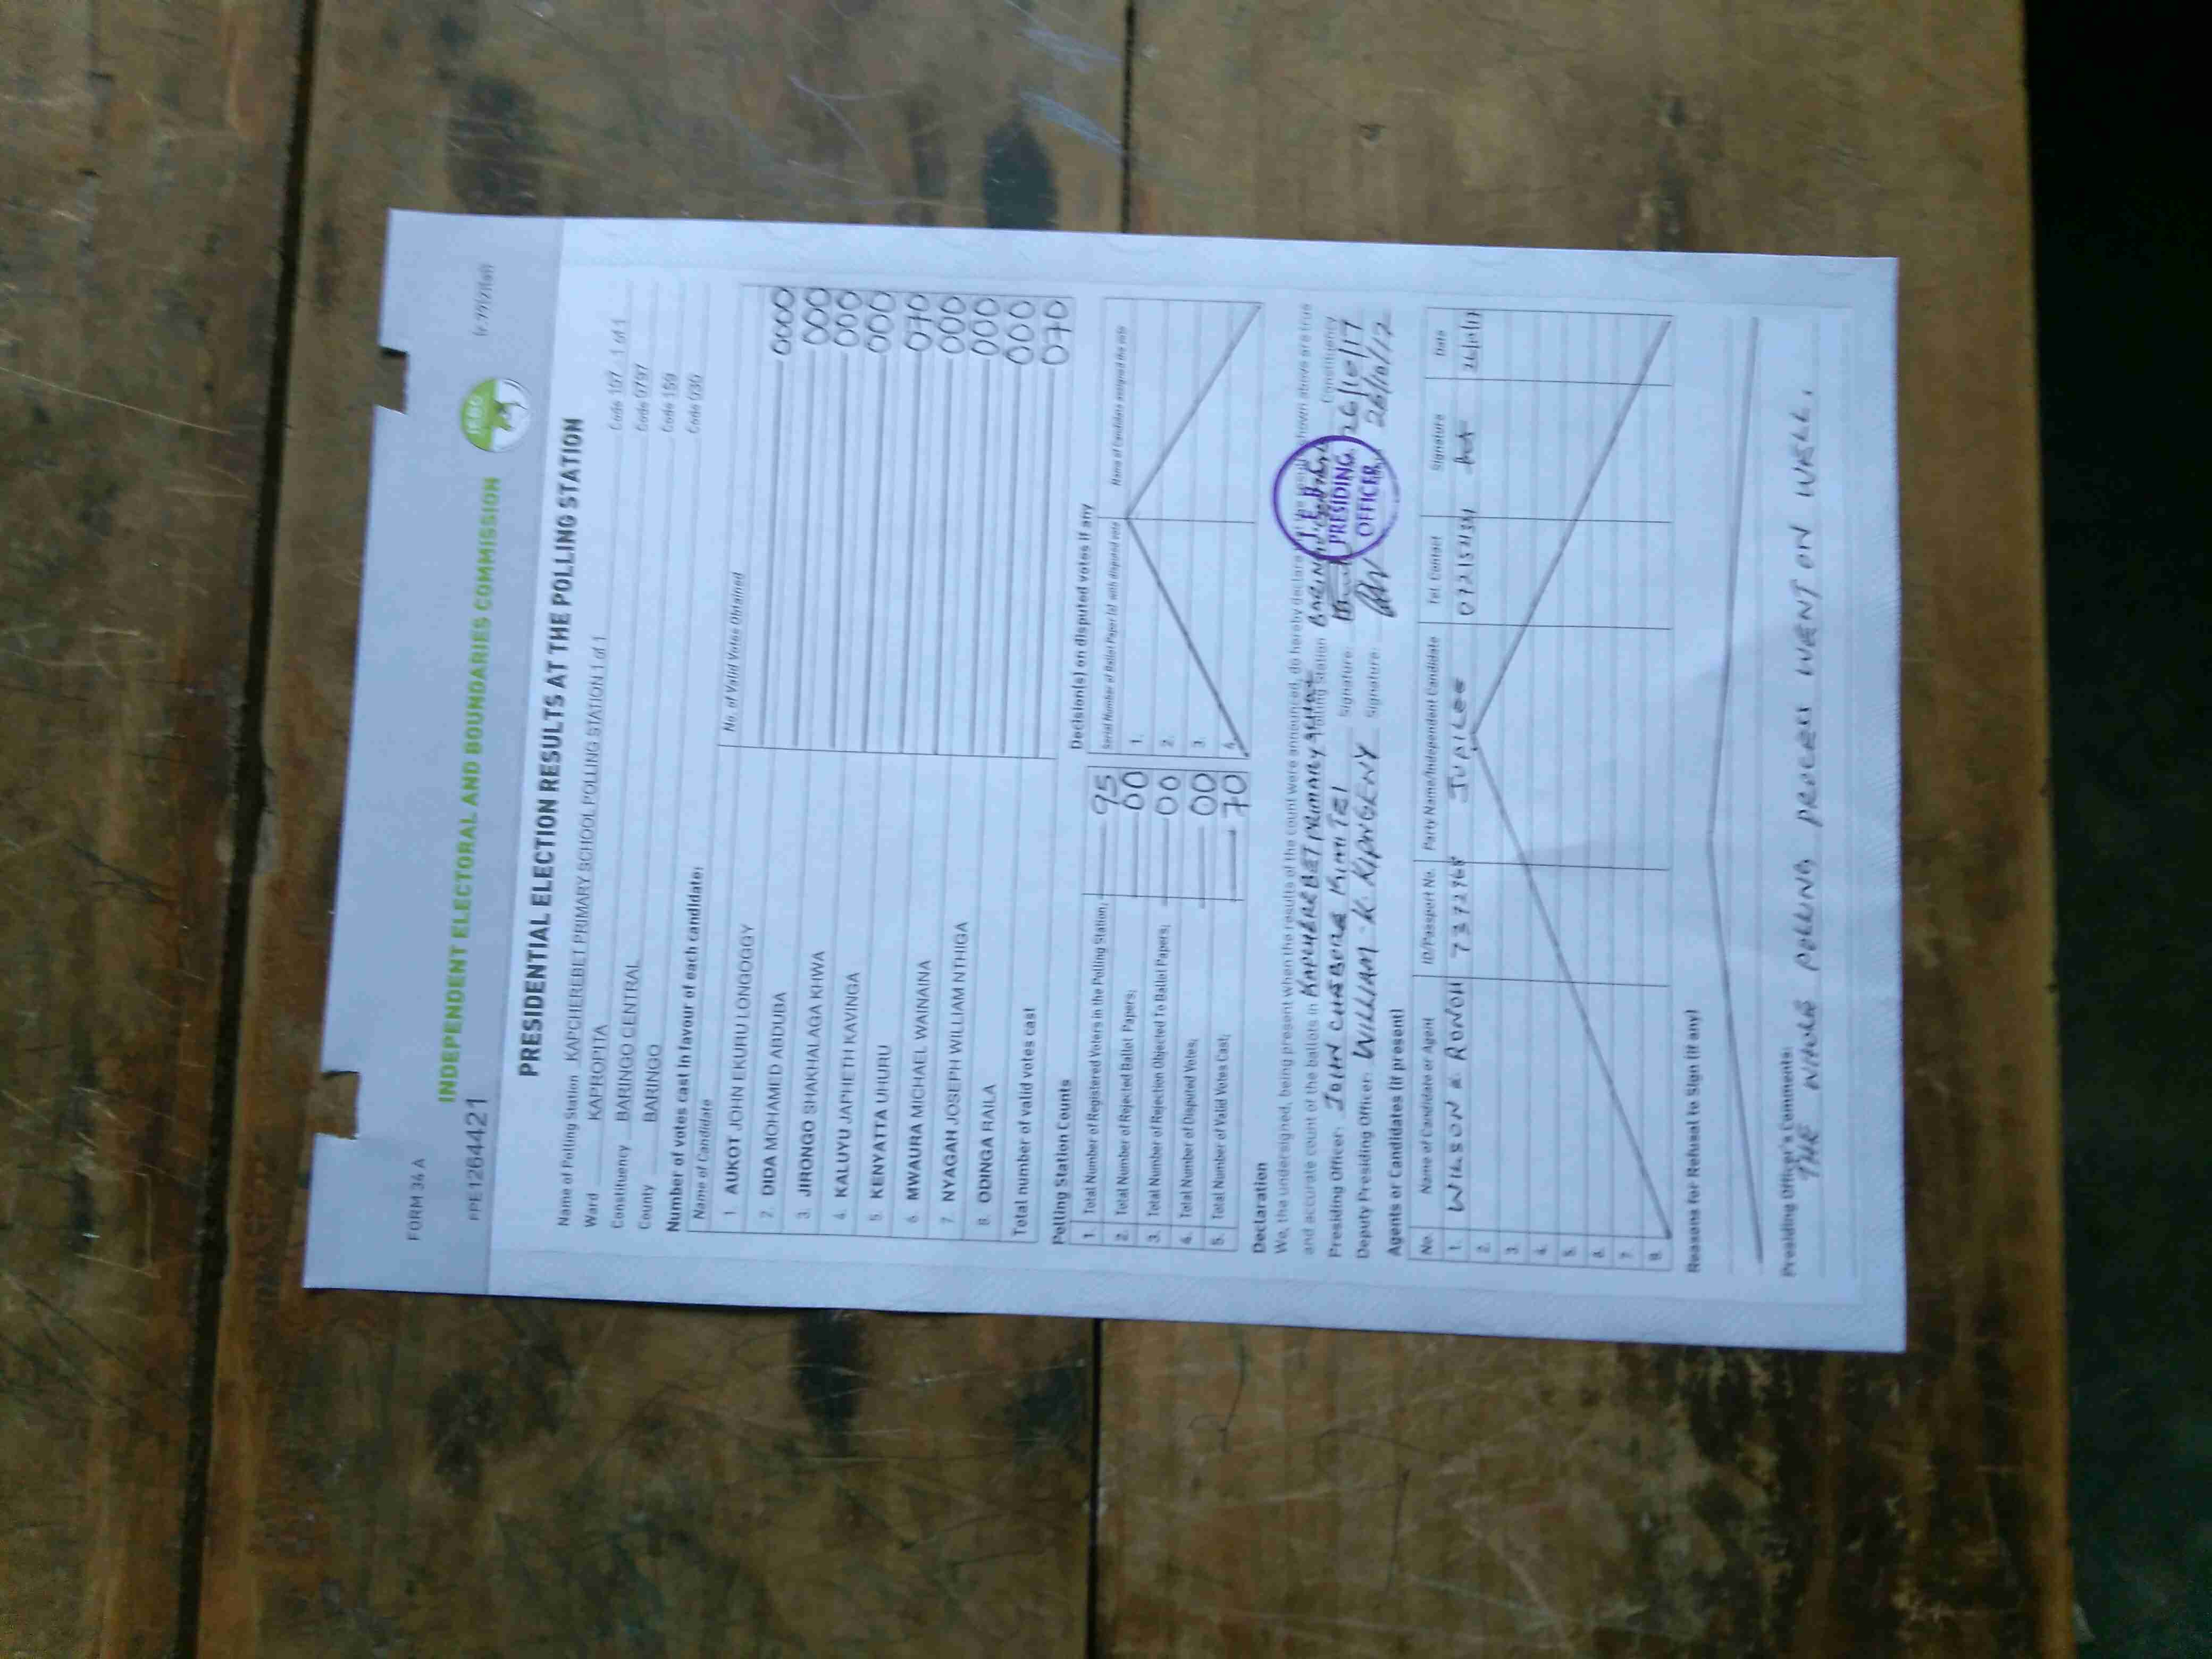 FORM 36 A
IEBC
INDEPENDENT ELECTORAL AND BOUNDARIES COMMISSION
FPE1264421
PRESIDENTIAL ELECTION RESULTS AT THE POLLING STATION
Name of Polling Station KAPCHEREBET PRIMARY SCHOOL POLLING STATION 1 of 1 Code 107 1 of 1
Ward KAPROPITA Code 0797
Constituency BARINGO CENTRAL Code 159
County BARINGO Code 030
Number of votes cast in favour of each candidate:
Name of Candidate No. of Valid Votes Obtained
1. AUKOT JOHN EKURU LONGOGGY 0000
2. DIDA MOHAMED ABDUBA 000
3. JIRONGO SHAKHALAGA KHWA 000
4. KALUYU JAPHETH KAVINGA 000
5. KENYATTA UHURU 070
6. MWAURA MICHAEL WAINAINA 000
7. NYAGAH JOSEPH WILLIAM NTHIGA 000
8. ODINGA RAILA 000
Total number of valid votes cast 070
Polling Station Counts
1. Total Number of Registered Voters in the Polling Station; 95
2. Total Number of Rejected Ballot Papers; 00
3. Total Number of Rejection Objected To Ballot Papers; 00
4. Total Number of Disputed Votes; 00
5. Total Number of Valid Votes Cast; 70
Decision(s) on disputed votes if any
Serial Number of Ballot Paper (s) with disputed vote Name of Candidate assigned the vote
1.
2.
3.
4.
Declaration
We, the undersigned, being present when the results of the count were announced, do hereby declare that the results shown above are true
and accurate count of the ballots in KAPCHEREBET PRIMARY Polling Station Constituency
Presiding Officer: JOHN CHEBORE KIMITEI Signature: 26/10/17
Deputy Presiding Officer: WILLIAM K. KIPNGENY Signature: 26/10/17
I.E.B.C
PRESIDING
OFFICER
Agents or Candidates (if present)
No. Name of Candidate or Agent ID/Passport No. Party Name/Independent Candidate Tel. Contact Signature Date
1. WILSON RONOH JUBILEE 26/10/17
2.
3.
4.
5.
6.
7.
8.
Reasons for Refusal to Sign (if any)
Presiding Officer's Comments:
THE WHOLE POLLING PROCESS WENT ON WELL.